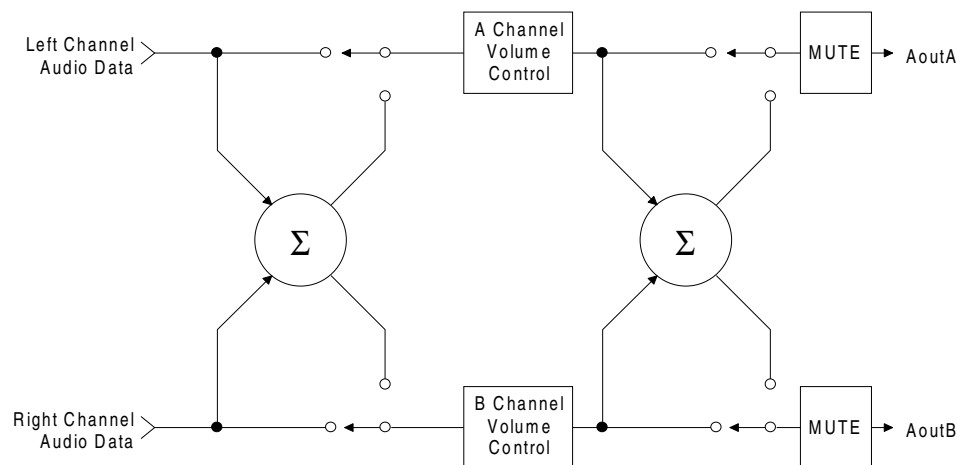 Left Channel
Audio Data
A Channel
Volume
Control
MUTE
AoutA
Σ
Σ
Right Channel
Audio Data
B Channel
Volume
Control
MUTE
AoutB